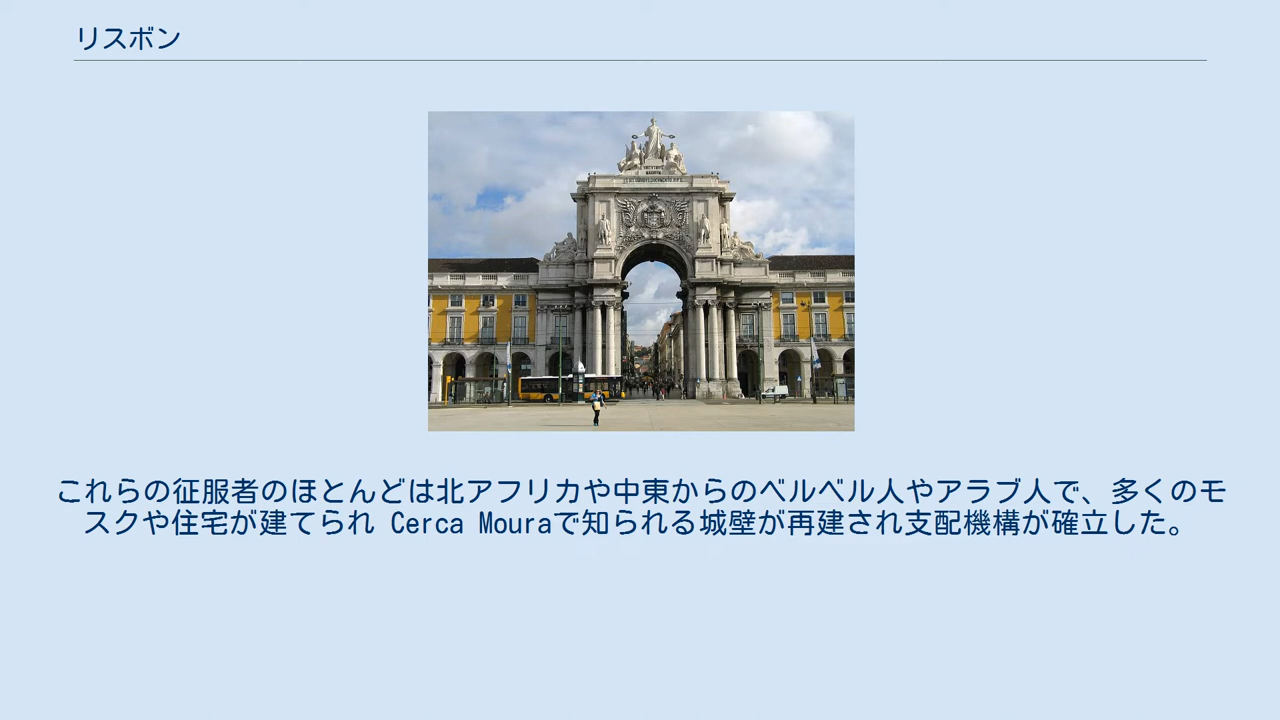 リスボン
これらの征服者のほとんどは北アフリカや中東からのベルベル人やアラブ人で、多くのモ
スクや住宅が建てられ Cerca Mouraで知られる城壁が再建され支配機構が確立した。